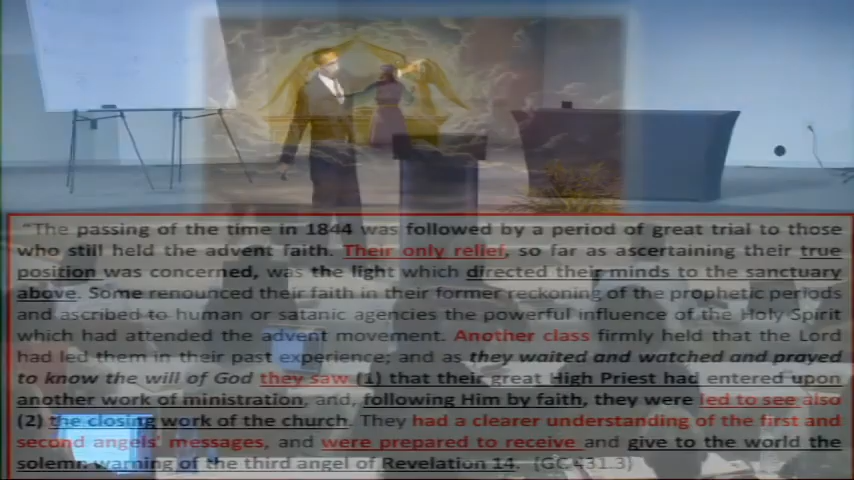 "The passing of the time in 1844 was followed by a period of great trial to those
who still held the advent faith. Their only relief, so far as ascertaining their true
position was concerned, was the light which directed their minds to the sanctuary
above. Some renounced their faith in their former reckoning of the prophetic periods
and ascribed to human or satanic agencies the powerful influence of the Holy Spirit
which had attended the advent movement. Another class firmly held that the Lord
had led them in their past experience; and as they waited and watched and prayed
to know the will of God they saw (1) that their great High Priest had entered upon
another work of ministration, and, following Him by faith, they were led to see also
(2) the closing work of the church. They had a clearer understanding of the first and
second angels' messages, and were prepared to receive and give to the world the
solemn warning of the third angel of Revelation 14. {GC 431.3}